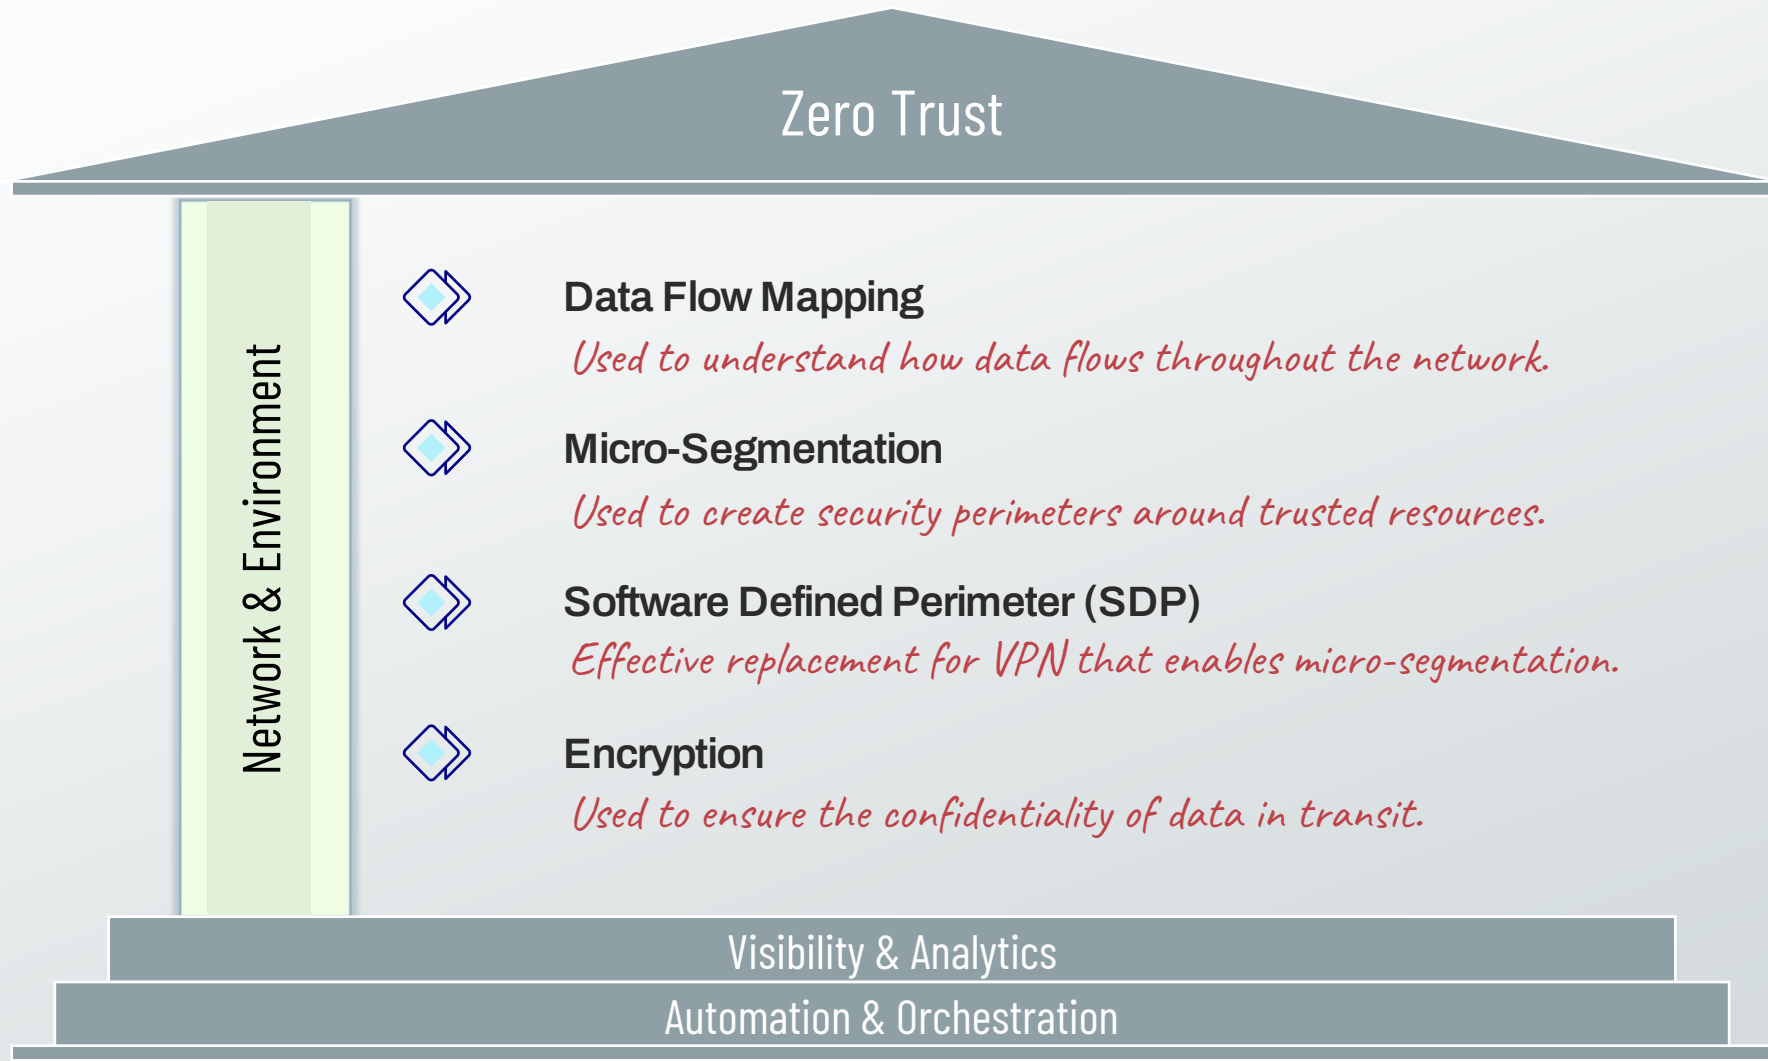 Zero Trust
Network & Environment
Data Flow Mapping
Used to understand how data flows throughout the network.
Micro-Segmentation
Used to create security perimeters around trusted resources.
Software Defined Perimeter (SDP)
Effective replacement for VPN that enables micro-segmentation.
Encryption
Used to ensure the confidentiality of data in transit.
Visibility & Analytics
Automation & Orchestration